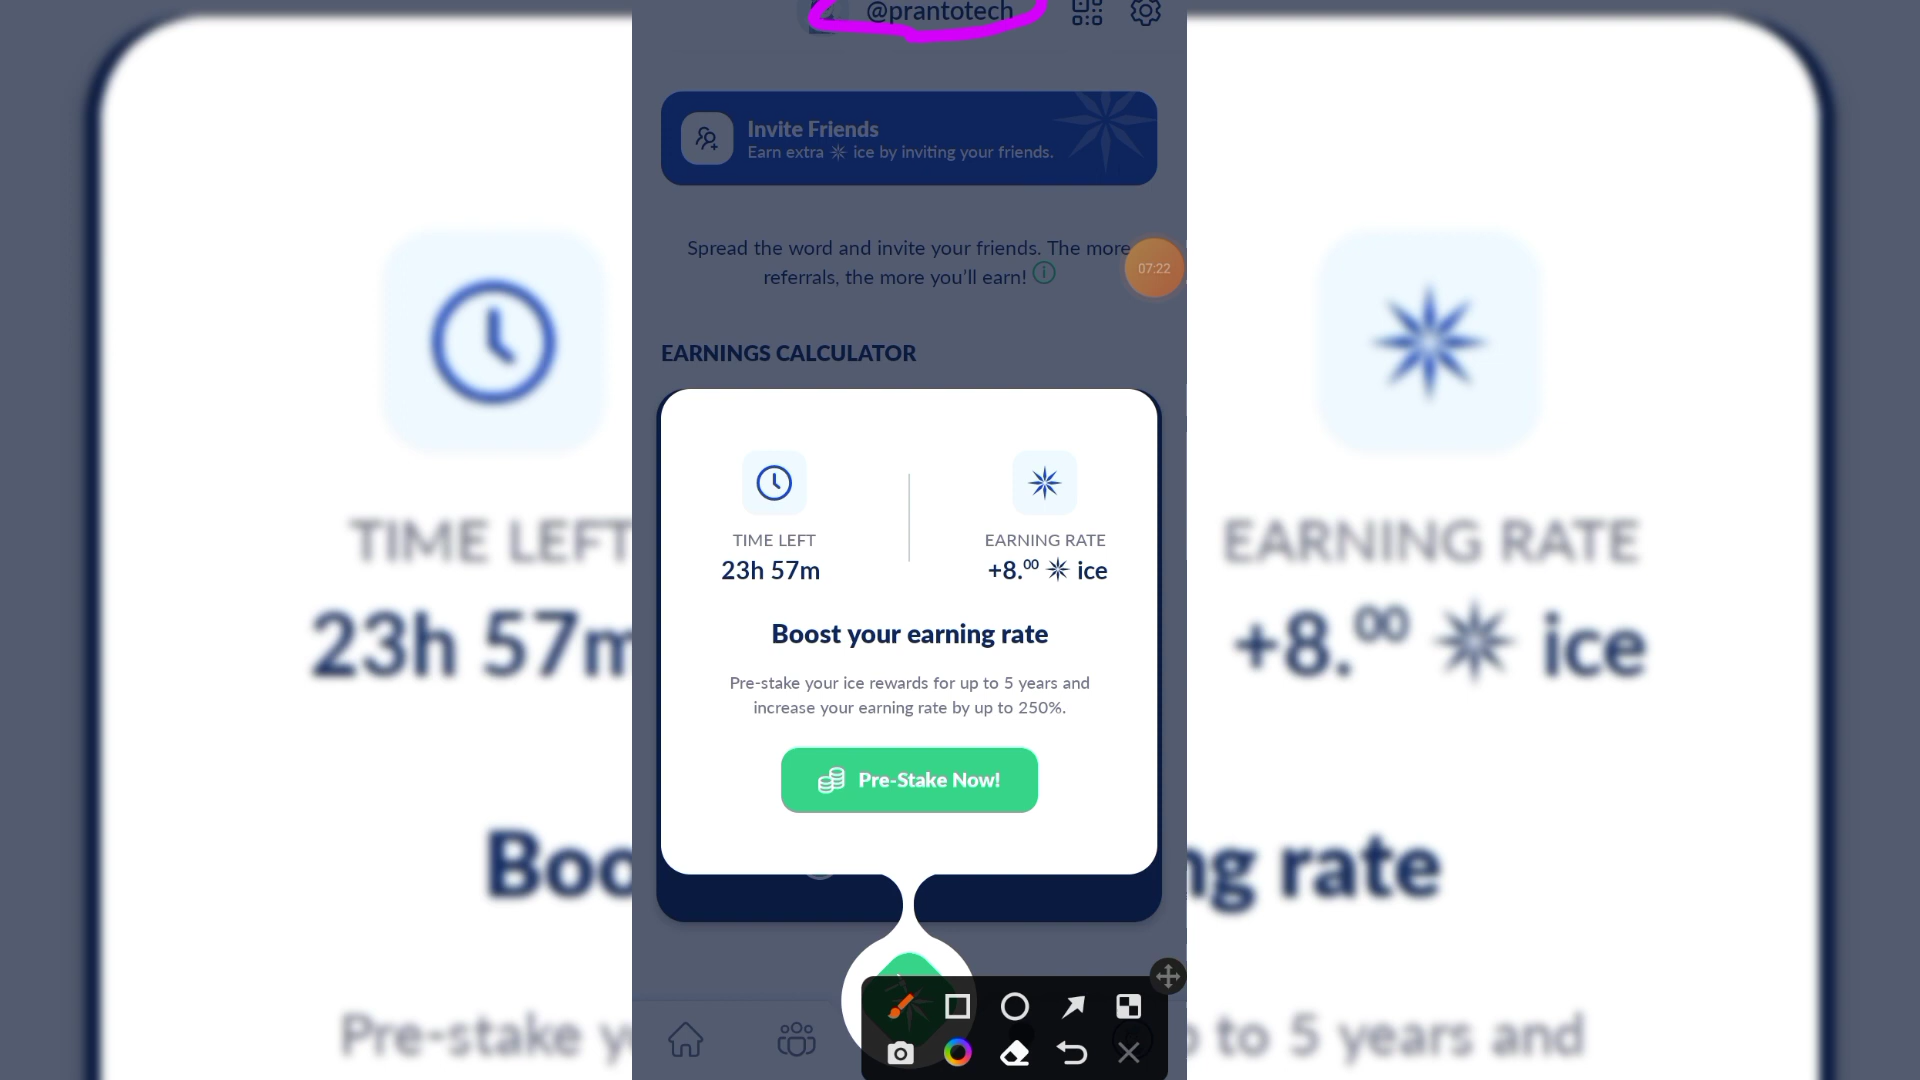 @prantotech
Invite Friends
Earn extra ice by inviting your friends.
Spread the word and invite your friends. The more
referrals, the more you'll earn!
07:22
EARNINGS CALCULATOR
TIME LEFT
23h 57m
EARNING RATE
+8.00 ice
Boost your earning rate
Pre-stake your ice rewards for up to 5 years and
increase your earning rate by up to 250%.
Pre-Stake Now!
TIME LEFT
23h 57m
EARNING RATE
+8.00 ice
Boo
ng rate
Pre-stake y
p to 5 years and